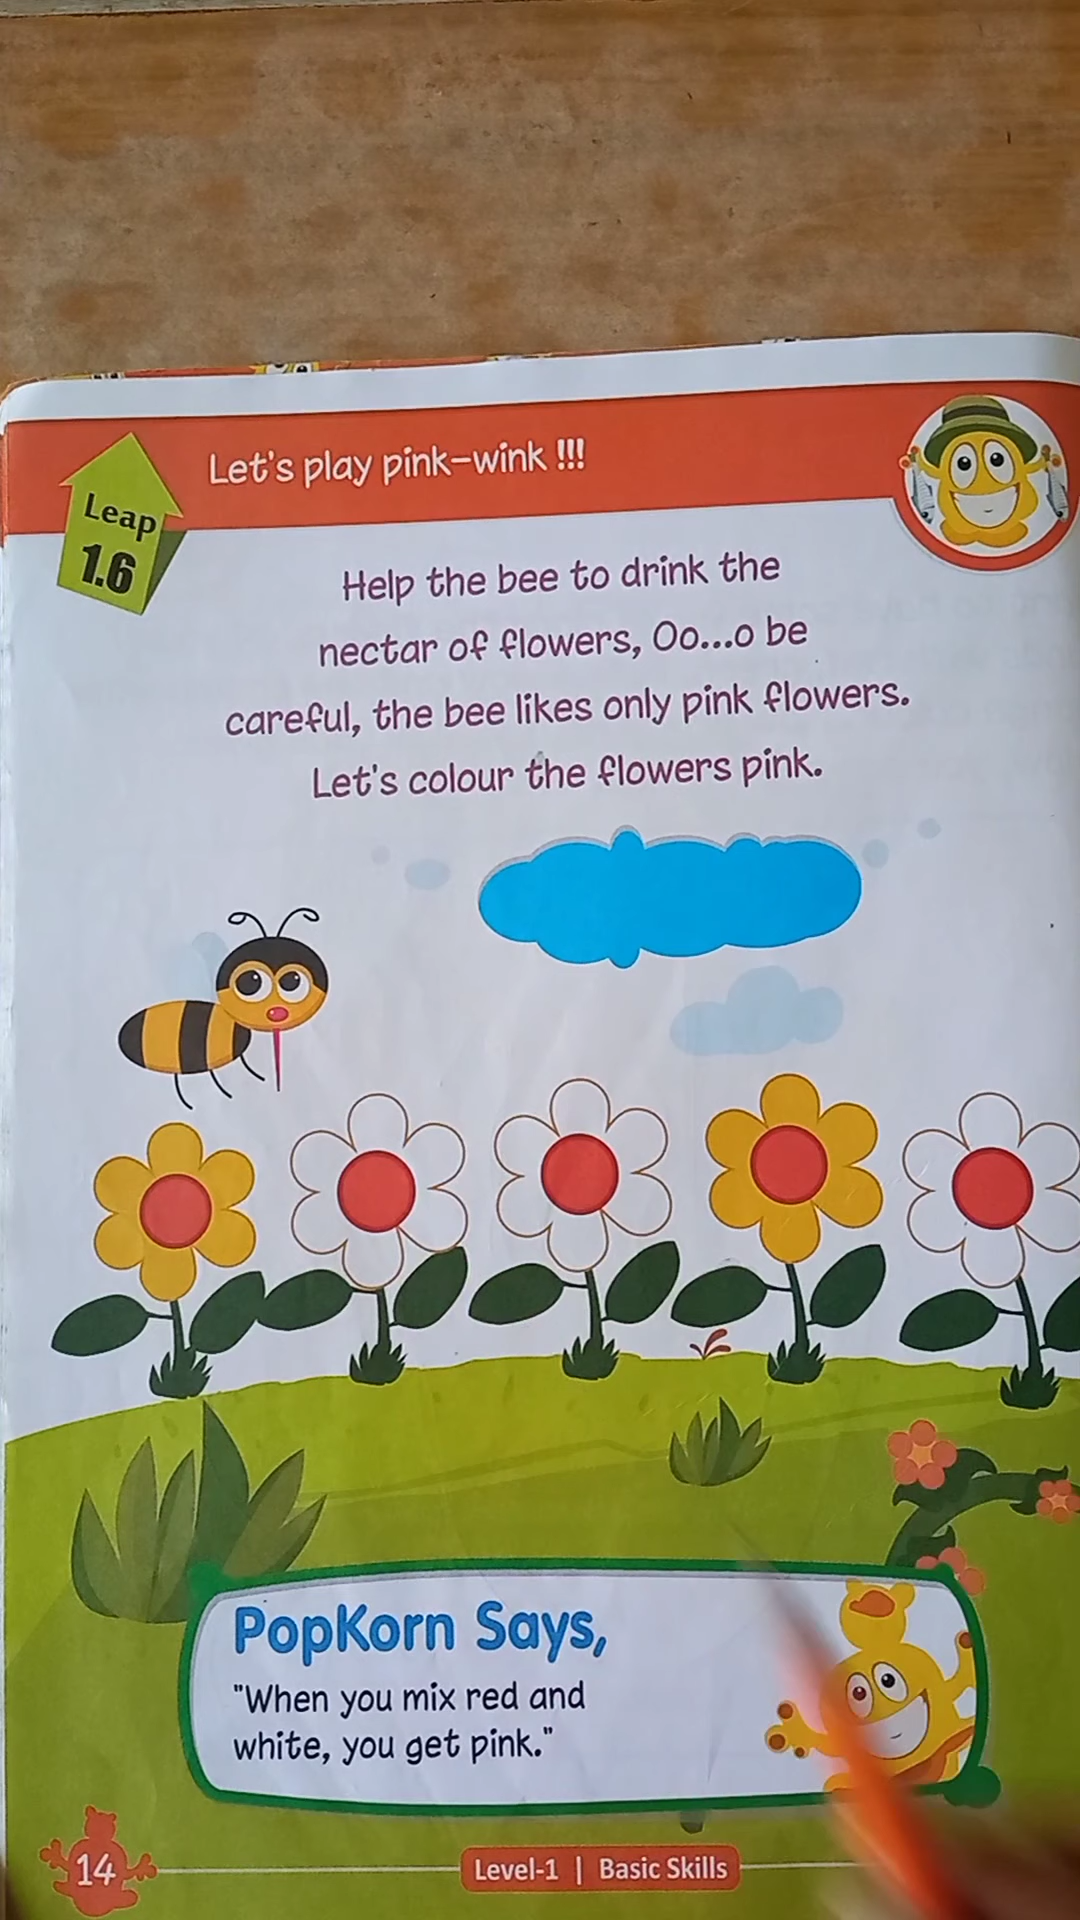 Let's play pink-wink !!!
Leap
1.6
Help the bee to drink the
nectar of flowers, Oo...o be
careful, the bee likes only pink flowers.
Let's colour the flowers pink.
PopKorn Says,
"When you mix red and
white, you get pink."
14
Level-1 | Basic Skills